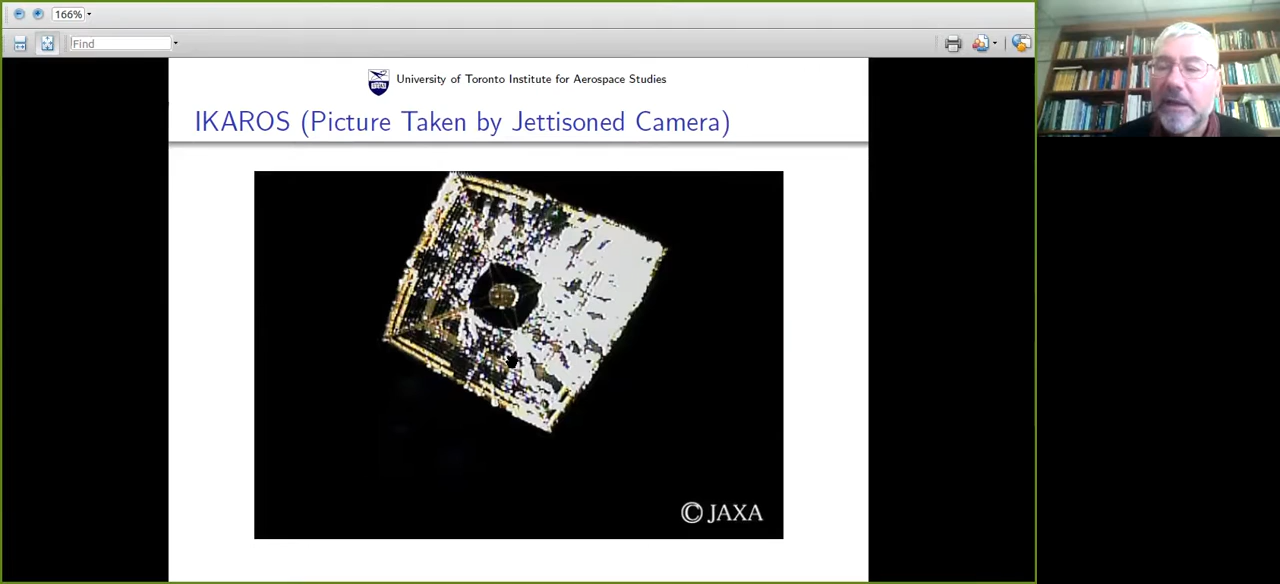 166%
Find
University of Toronto Institute for Aerospace Studies
IKAROS (Picture Taken by Jettisoned Camera)
© JAXA